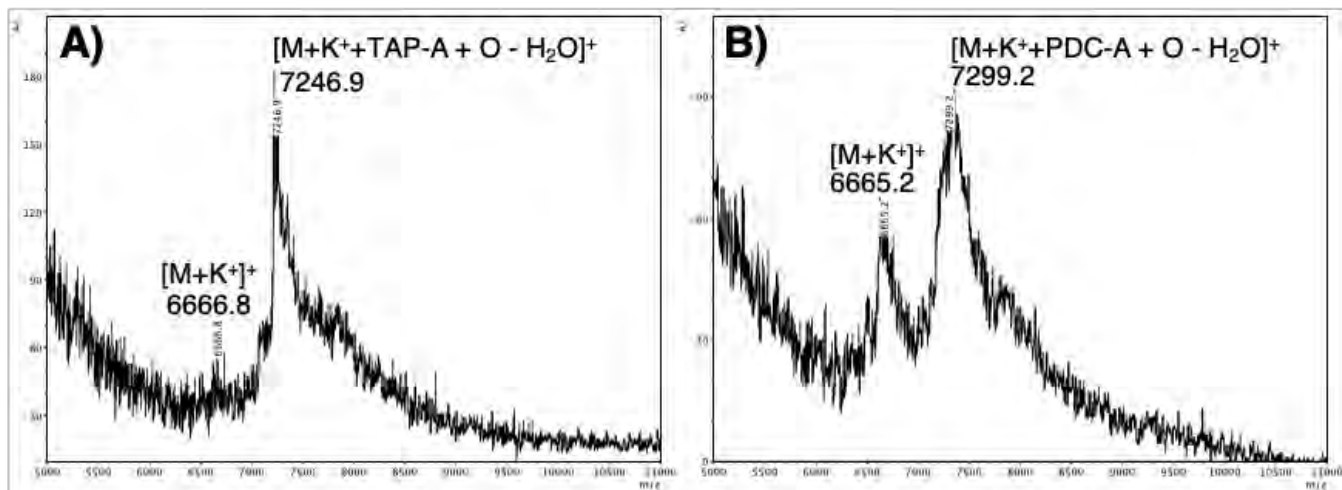 A)
[M+K⁺+TAP-A + O - H₂O]⁺
7246.9
7246.9
[M+K⁺]⁺
6666.8
6666.8
180
150
120
90
60
30
5000 5500 6000 6500 7000 7500 8000 8500 9000 9500 10000 10500 11000
m/z
B)
[M+K⁺+PDC-A + O - H₂O]⁺
7299.2
7299.2
[M+K⁺]⁺
6665.2
6665.2
0
5000 5500 6000 6500 7000 7500 8000 8500 9000 9500 10000 10500 11000
m/z